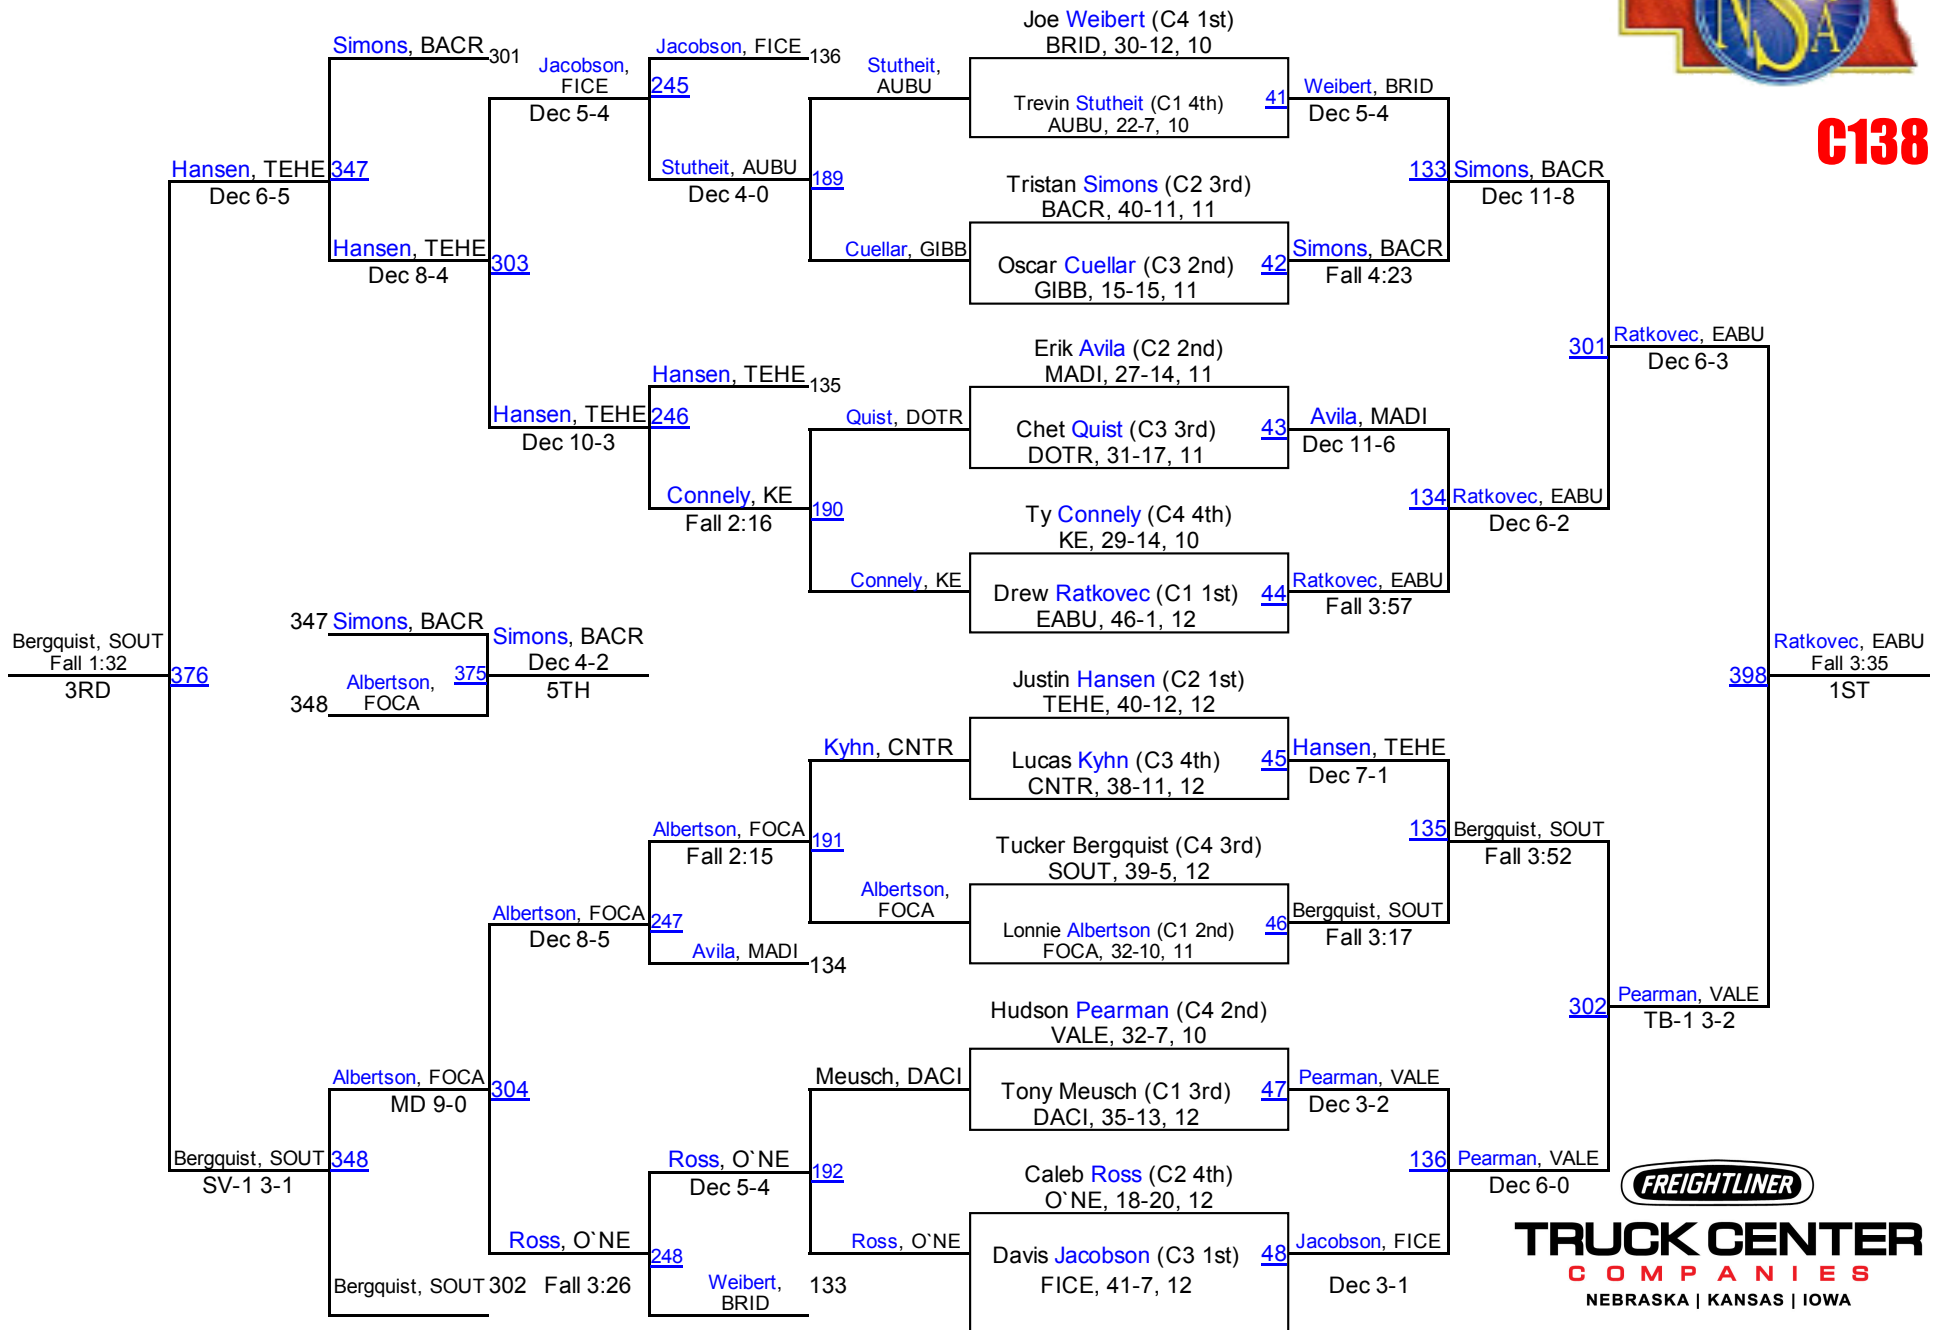 Joe Weibert (C4 1st)
BRID, 30-12, 10
Simons, BACR
301
Jacobson, FICE
136
Jacobson,
FICE
245
Dec 5-4
Stutheit,
AUBU
Trevin Stutheit (C1 4th)
AUBU, 22-7, 10
41
Weibert, BRID
Dec 5-4
NSA
C138
Hansen, TEHE
347
Dec 6-5
Stutheit, AUBU
189
Dec 4-0
Tristan Simons (C2 3rd)
BACR, 40-11, 11
133
Simons, BACR
Dec 11-8
Hansen, TEHE
303
Dec 8-4
Cuellar, GIBB
Oscar Cuellar (C3 2nd)
GIBB, 15-15, 11
42
Simons, BACR
Fall 4:23
Erik Avila (C2 2nd)
MADI, 27-14, 11
301
Ratkovec, EABU
Dec 6-3
Hansen, TEHE
135
Hansen, TEHE
246
Dec 10-3
Quist, DOTR
Chet Quist (C3 3rd)
DOTR, 31-17, 11
43
Avila, MADI
Dec 11-6
Connely, KE
190
Fall 2:16
Ty Connely (C4 4th)
KE, 29-14, 10
134
Ratkovec, EABU
Dec 6-2
Connely, KE
Drew Ratkovec (C1 1st)
EABU, 46-1, 12
44
Ratkovec, EABU
Fall 3:57
347
Simons, BACR
Simons, BACR
Dec 4-2
375
5TH
Albertson,
FOCA
348
Bergquist, SOUT
Fall 1:32
376
3RD
Ratkovec, EABU
Fall 3:35
398
1ST
Justin Hansen (C2 1st)
TEHE, 40-12, 12
Kyhn, CNTR
Lucas Kyhn (C3 4th)
CNTR, 38-11, 12
45
Hansen, TEHE
Dec 7-1
Albertson, FOCA
191
Fall 2:15
Tucker Bergquist (C4 3rd)
SOUT, 39-5, 12
135
Bergquist, SOUT
Fall 3:52
Albertson,
FOCA
Lonnie Albertson (C1 2nd)
FOCA, 32-10, 11
46
Bergquist, SOUT
Fall 3:17
Albertson, FOCA
247
Dec 8-5
Avila, MADI
134
Hudson Pearman (C4 2nd)
VALE, 32-7, 10
302
Pearman, VALE
TB-1 3-2
Albertson, FOCA
304
MD 9-0
Meusch, DACI
Tony Meusch (C1 3rd)
DACI, 35-13, 12
47
Pearman, VALE
Dec 3-2
Bergquist, SOUT
348
SV-1 3-1
Ross, O`NE
192
Dec 5-4
Caleb Ross (C2 4th)
O`NE, 18-20, 12
136
Pearman, VALE
Dec 6-0
Ross, O`NE
248
Fall 3:26
Ross, O`NE
Davis Jacobson (C3 1st)
FICE, 41-7, 12
48
Jacobson, FICE
Dec 3-1
Bergquist, SOUT
302
Weibert,
BRID
133
FREIGHTLINER
TRUCK CENTER
COMPANIES
NEBRASKA | KANSAS | IOWA